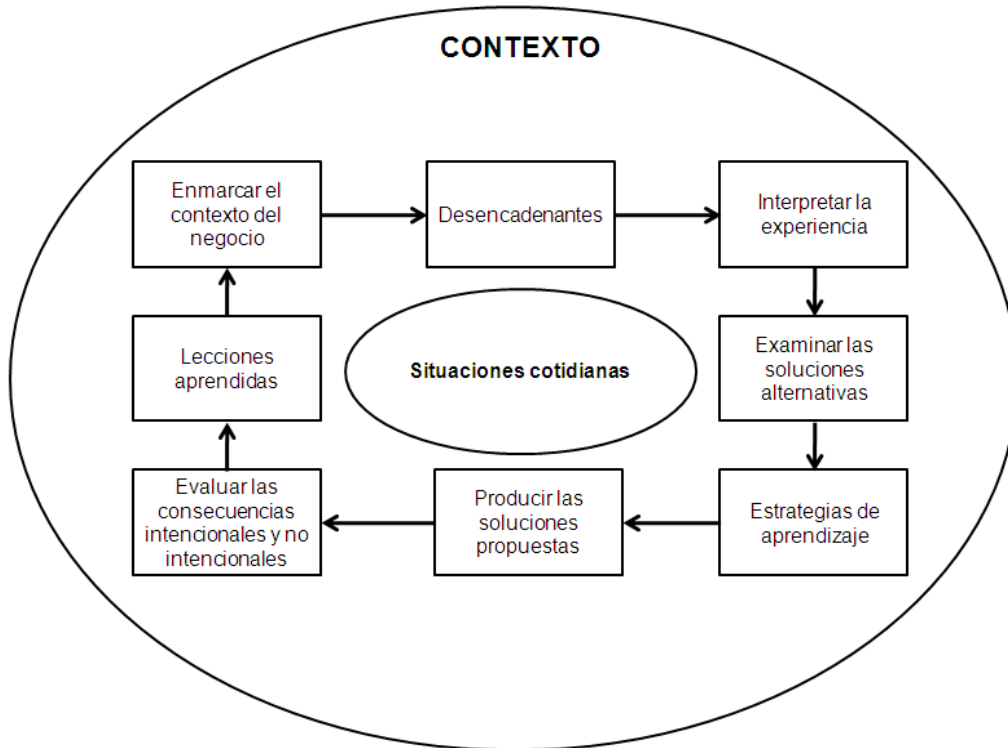 CONTEXTO
Enmarcar el
contexto del
negocio
Desencadenantes
Interpretar la
experiencia
Lecciones
aprendidas
Situaciones cotidianas
Examinar las
soluciones
alternativas
Evaluar las
consecuencias
intencionales y no
intencionales
Producir las
soluciones
propuestas
Estrategias de
aprendizaje